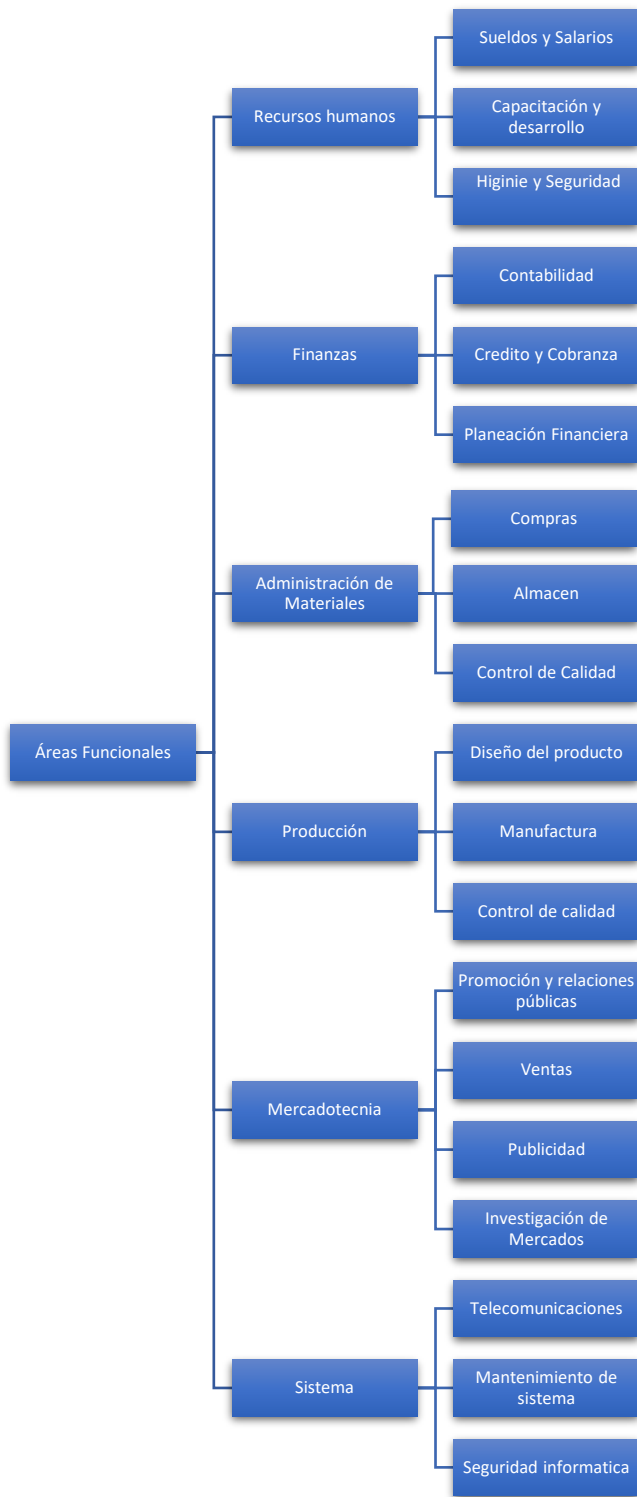 Áreas Funcionales
Recursos humanos
Sueldos y Salarios
Capacitación y
desarrollo
Higinie y Seguridad
Finanzas
Contabilidad
Credito y Cobranza
Planeación Financiera
Administración de
Materiales
Compras
Almacen
Control de Calidad
Producción
Diseño del producto
Manufactura
Control de calidad
Mercadotecnia
Promoción y relaciones
públicas
Ventas
Publicidad
Investigación de
Mercados
Sistema
Telecomunicaciones
Mantenimiento de
sistema
Seguridad informatica